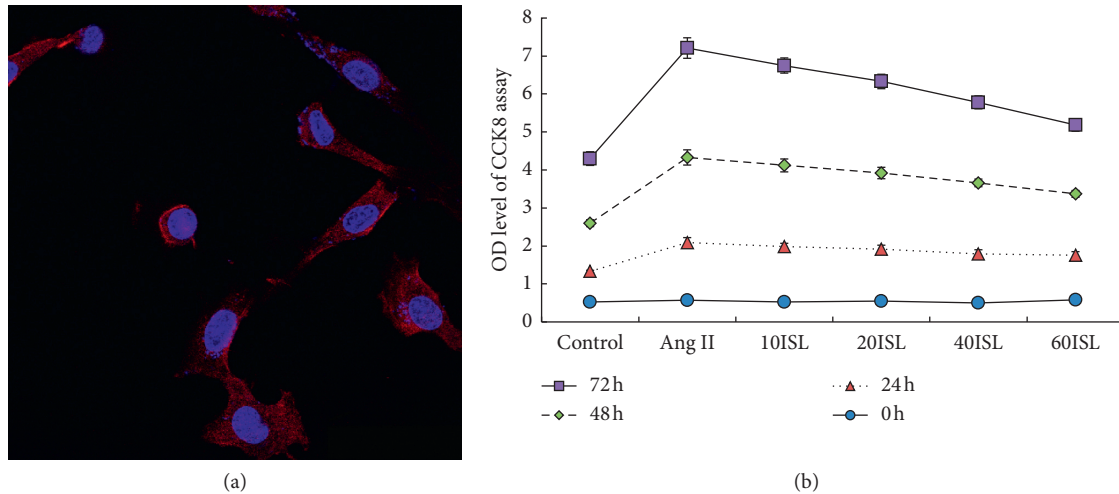 OD level of CCK8 assay
8
7
6
5
4
3
2
1
0
Control Ang II 10ISL 20ISL 40ISL 60ISL
72 h 24 h
48 h 0 h
(a) (b)